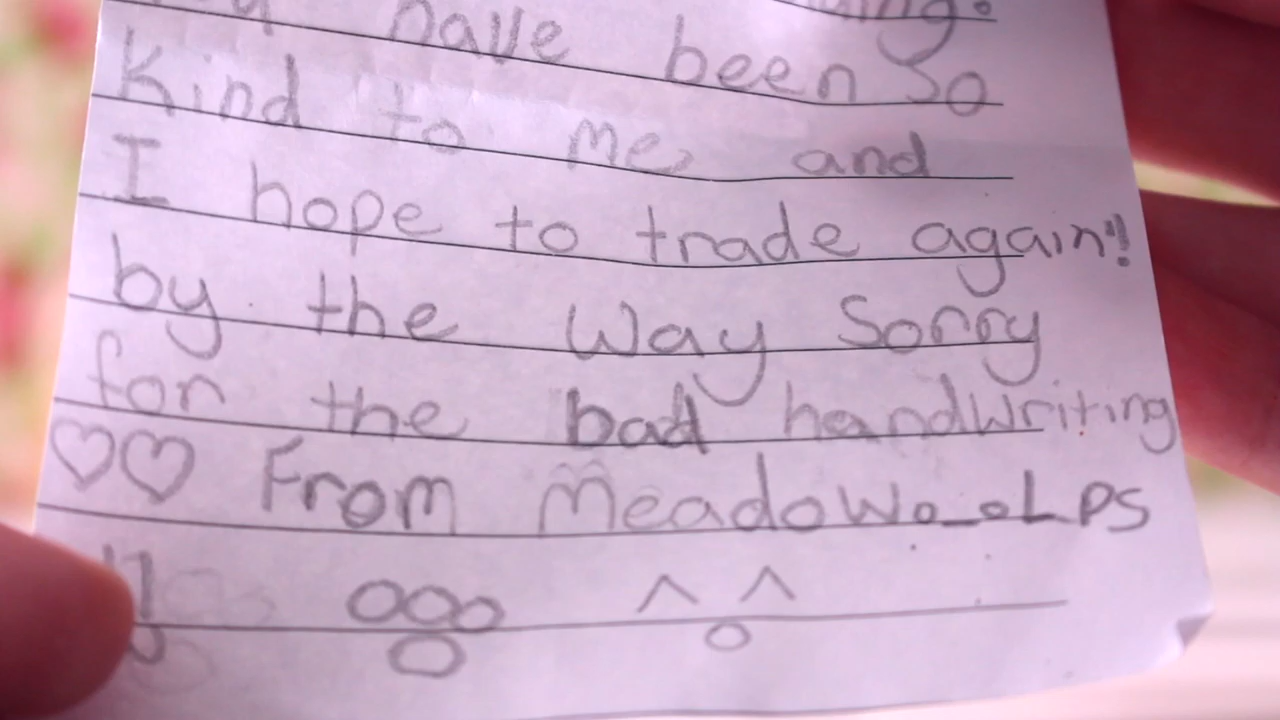 have been So
Kind to me and
I hope to trade again!!
by the Way Sorry
for the bad handwriting
♡♡ From Meadowo_oLPS